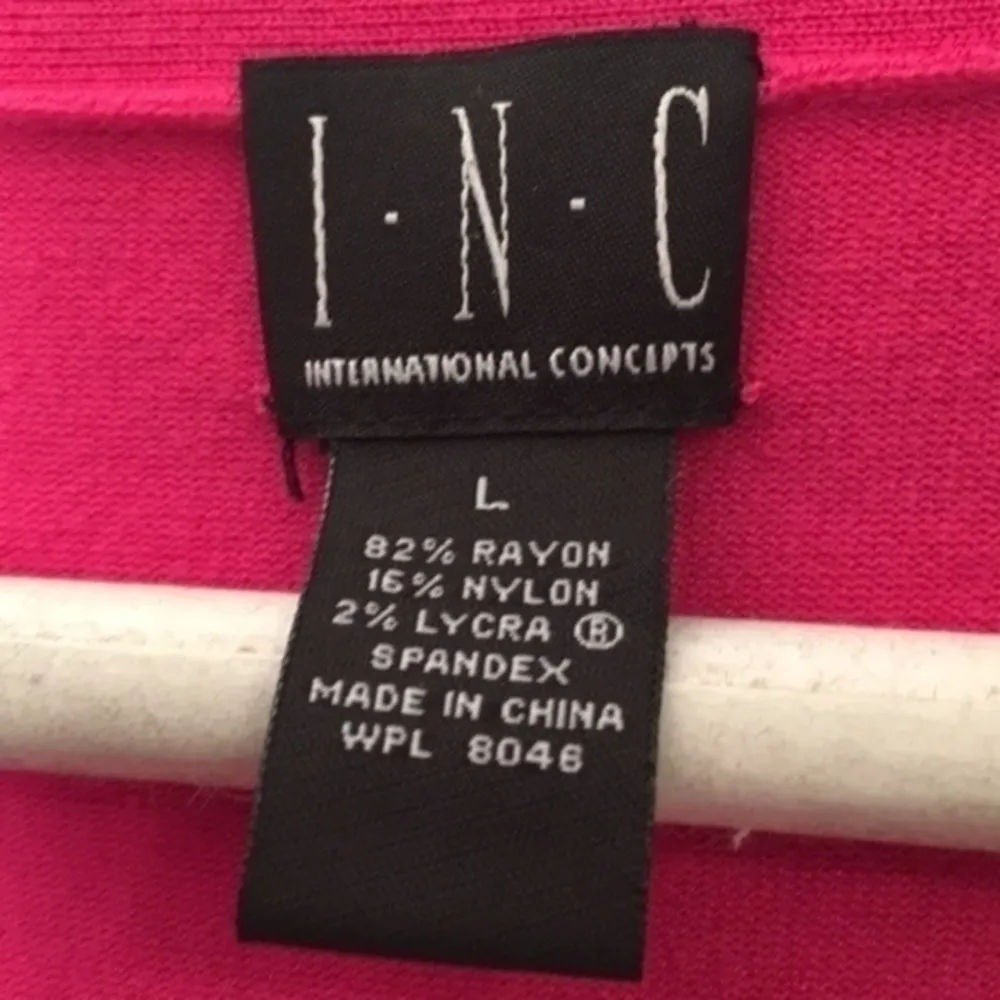 I-N-C
INTERNATIONAL CONCEPTS
L
82% RAYON
16% NYLON
2% LYCRA ®
SPANDEX
MADE IN CHINA
WPL 8046